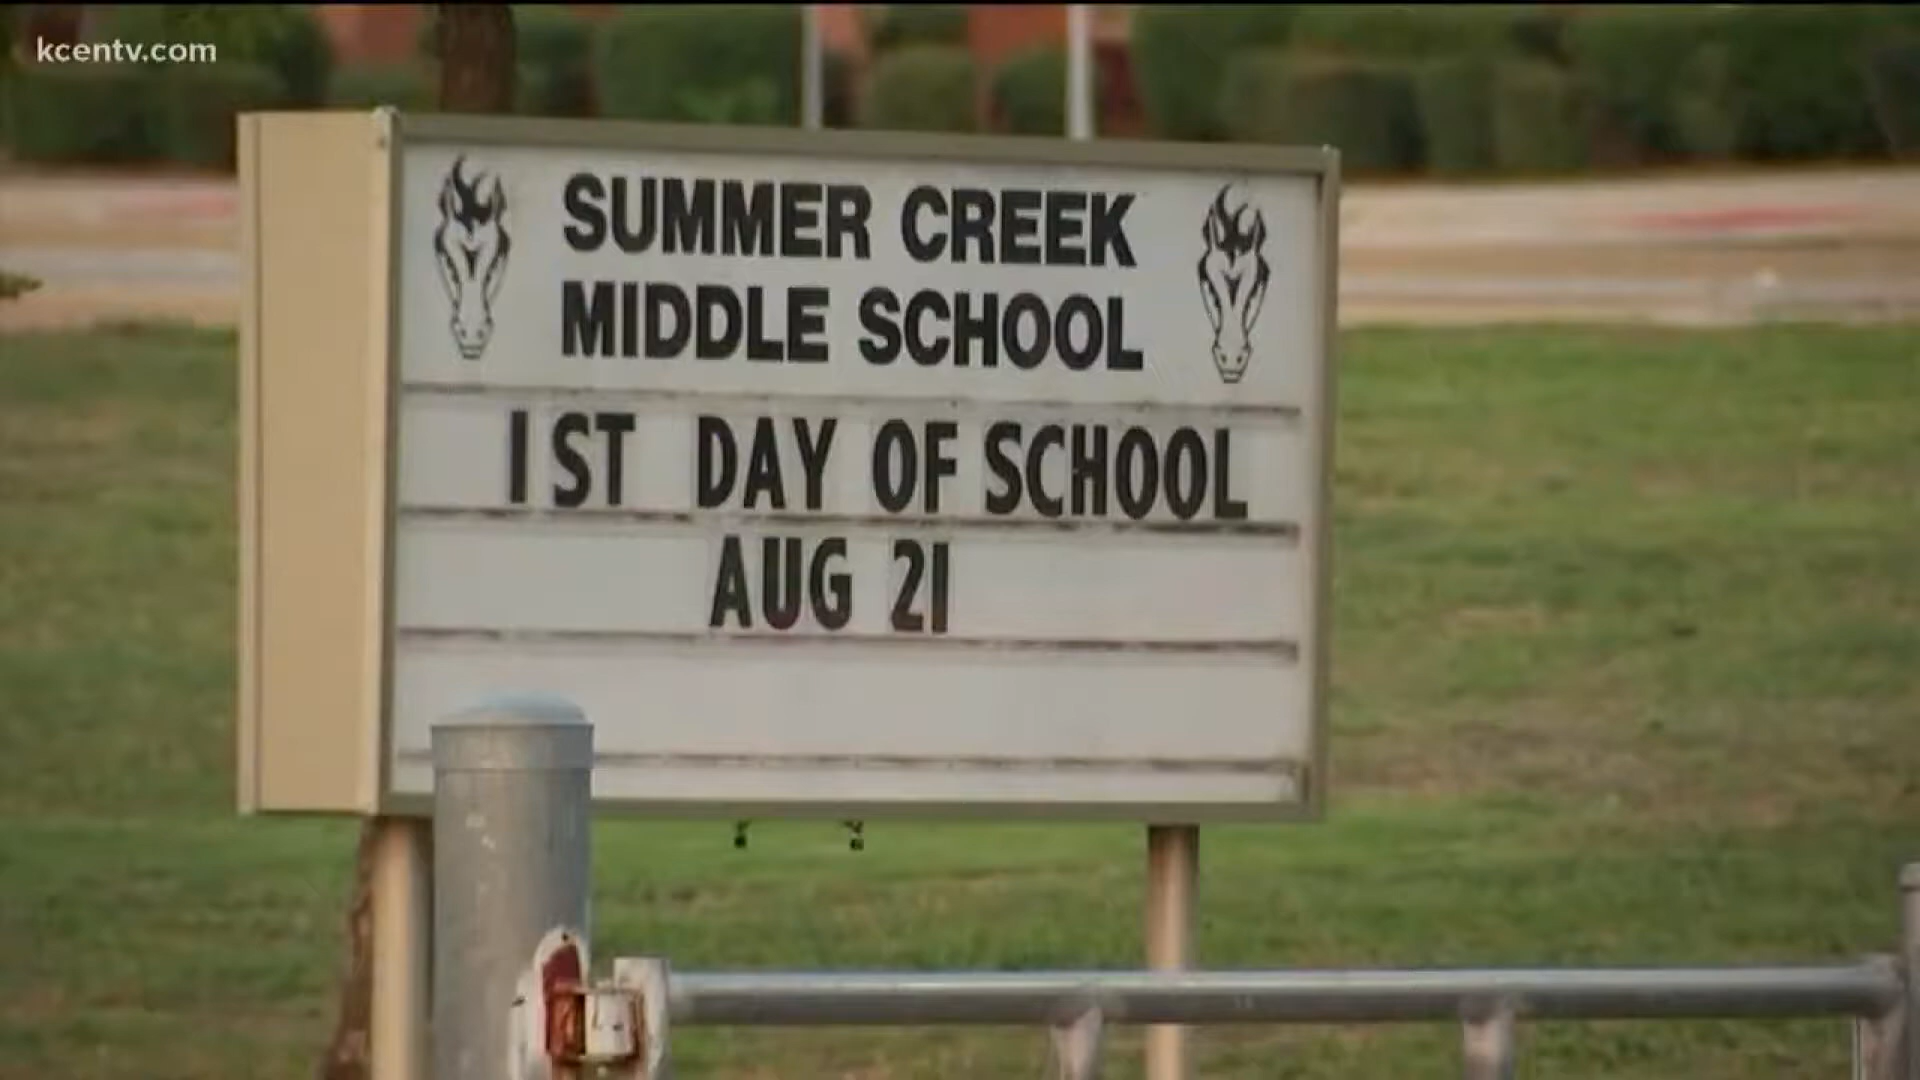 kcentv.com
SUMMER CREEK
MIDDLE SCHOOL
1ST DAY OF SCHOOL
AUG 21